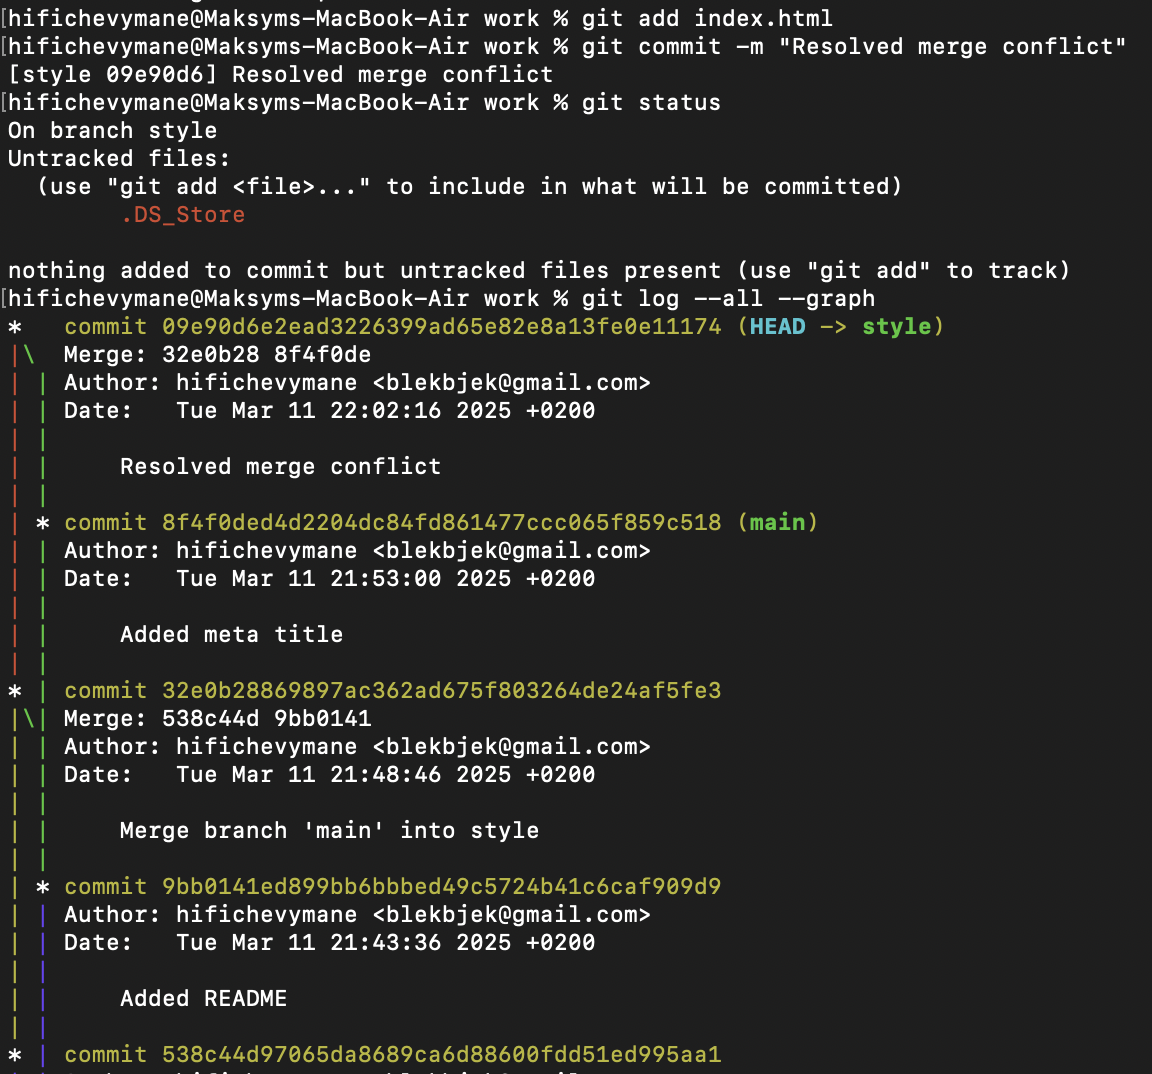 [hifichevymane@Maksyms-MacBook-Air work % git add index.html
[hifichevymane@Maksyms-MacBook-Air work % git commit -m "Resolved merge conflict"
[style 09e90d6] Resolved merge conflict
[hifichevymane@Maksyms-MacBook-Air work % git status
On branch style
Untracked files:
  (use "git add <file>..." to include in what will be committed)
        .DS_Store

nothing added to commit but untracked files present (use "git add" to track)
[hifichevymane@Maksyms-MacBook-Air work % git log --all --graph
*   commit 09e90d6e2ead3226399ad65e82e8a13fe0e11174 (HEAD -> style)
|\  Merge: 32e0b28 8f4f0de
| | Author: hifichevymane <blekbjek@gmail.com>
| | Date:   Tue Mar 11 22:02:16 2025 +0200
| |
| |     Resolved merge conflict
| |
| * commit 8f4f0ded4d2204dc84fd861477ccc065f859c518 (main)
| | Author: hifichevymane <blekbjek@gmail.com>
| | Date:   Tue Mar 11 21:53:00 2025 +0200
| |
| |     Added meta title
| |
* | commit 32e0b28869897ac362ad675f803264de24af5fe3
|\| Merge: 538c44d 9bb0141
| | Author: hifichevymane <blekbjek@gmail.com>
| | Date:   Tue Mar 11 21:48:46 2025 +0200
| |
| |     Merge branch 'main' into style
| |
| * commit 9bb0141ed899bb6bbbed49c5724b41c6caf909d9
| | Author: hifichevymane <blekbjek@gmail.com>
| | Date:   Tue Mar 11 21:43:36 2025 +0200
| |
| |     Added README
| |
* | commit 538c44d97065da8689ca6d88600fdd51ed995aa1